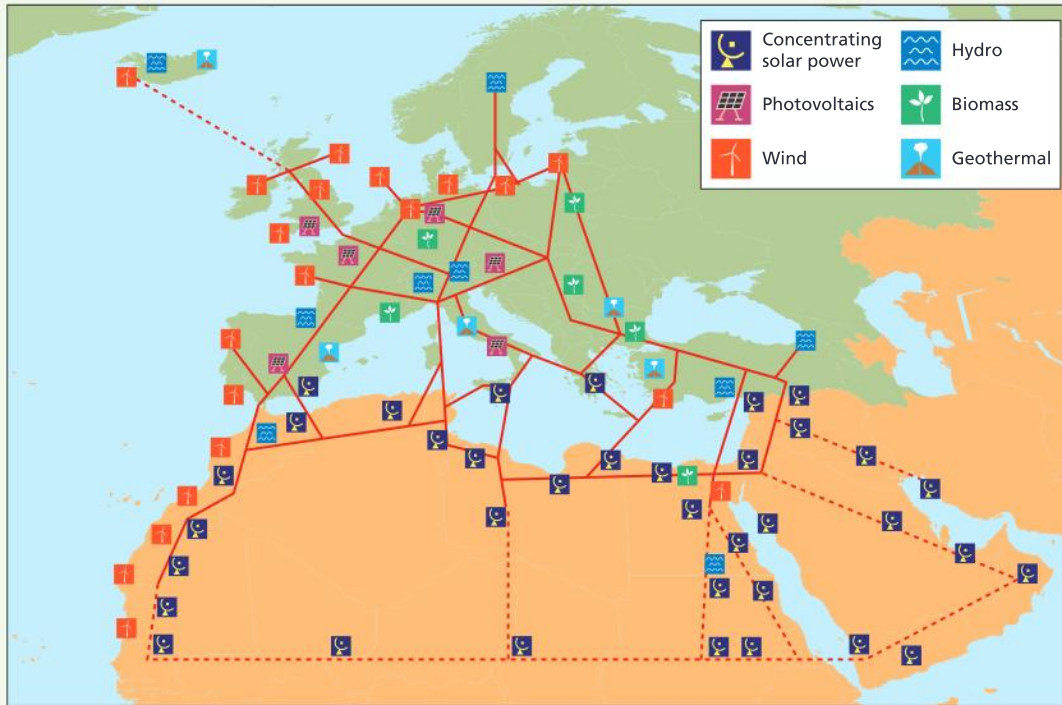 Concentrating
solar power
Photovoltaics
Wind
Hydro
Biomass
Geothermal